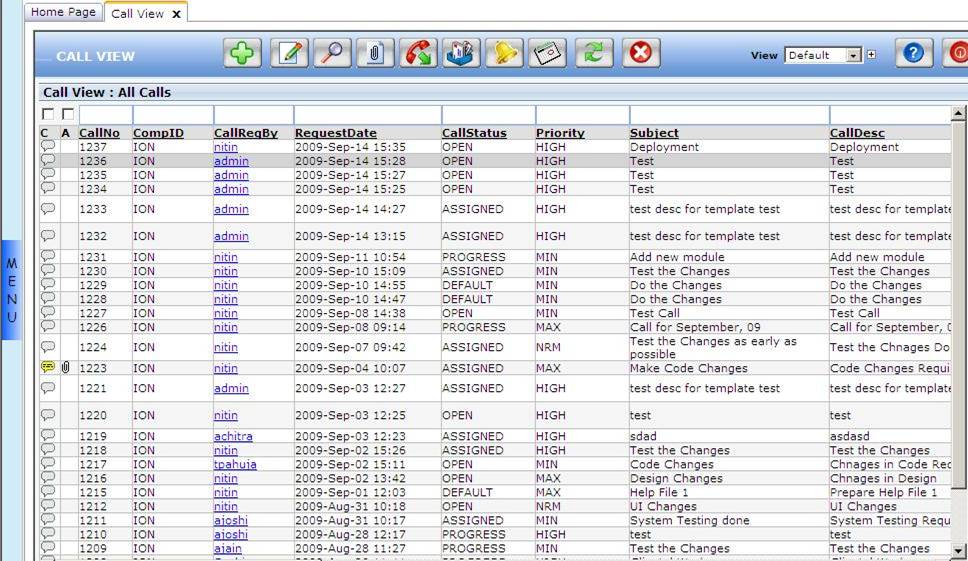 Home Page Call View x
CALL VIEW View Default
Call View : All Calls
C A CallNo CompID CallReqBy RequestDate CallStatus Priority Subject CallDesc
1237 ION nitin 2009-Sep-14 15:35 OPEN HIGH Deployment Deployment
1236 ION admin 2009-Sep-14 15:28 OPEN HIGH Test Test
1235 ION admin 2009-Sep-14 15:27 OPEN HIGH Test Test
1234 ION admin 2009-Sep-14 15:25 OPEN HIGH Test Test
1233 ION admin 2009-Sep-14 14:27 ASSIGNED HIGH test desc for template test test desc for template
1232 ION admin 2009-Sep-14 13:15 ASSIGNED HIGH test desc for template test test desc for template
1231 ION nitin 2009-Sep-11 10:54 PROGRESS MIN Add new module Add new module
1230 ION nitin 2009-Sep-10 15:09 ASSIGNED MIN Test the Changes Test the Changes
1229 ION nitin 2009-Sep-10 14:55 DEFAULT MIN Do the Changes Do the Changes
1228 ION nitin 2009-Sep-10 14:47 DEFAULT MIN Do the Changes Do the Changes
1227 ION nitin 2009-Sep-08 14:38 OPEN MIN Test Call Test Call
1226 ION nitin 2009-Sep-08 09:14 PROGRESS MAX Call for September, 09 Call for September, 0
1224 ION nitin 2009-Sep-07 09:42 ASSIGNED NRM Test the Changes as early as possible Test the Chnages Do
1223 ION nitin 2009-Sep-04 10:07 ASSIGNED MAX Make Code Changes Code Changes Requi
1221 ION admin 2009-Sep-03 12:27 ASSIGNED HIGH test desc for template test test desc for template
1220 ION nitin 2009-Sep-03 12:25 OPEN HIGH test test
1219 ION achitra 2009-Sep-03 12:23 ASSIGNED HIGH sdad asdasd
1218 ION nitin 2009-Sep-02 15:26 ASSIGNED HIGH Test the Changes Test the Changes
1217 ION tpahuja 2009-Sep-02 15:11 OPEN MIN Code Changes Chnages in Code Rec
1216 ION nitin 2009-Sep-02 13:42 OPEN MAX Design Changes Chnages in Design
1215 ION nitin 2009-Sep-01 12:03 DEFAULT MAX Help File 1 Prepare Help File 1
1212 ION nitin 2009-Aug-31 10:18 OPEN NRM UI Changes UI Changes
1211 ION ajoshi 2009-Aug-31 10:17 ASSIGNED MIN System Testing done System Testing Requ
1210 ION ajoshi 2009-Aug-28 12:17 PROGRESS HIGH test test
1209 ION ajain 2009-Aug-28 11:27 PROGRESS MIN Test the Changes Test the Changes
MENU